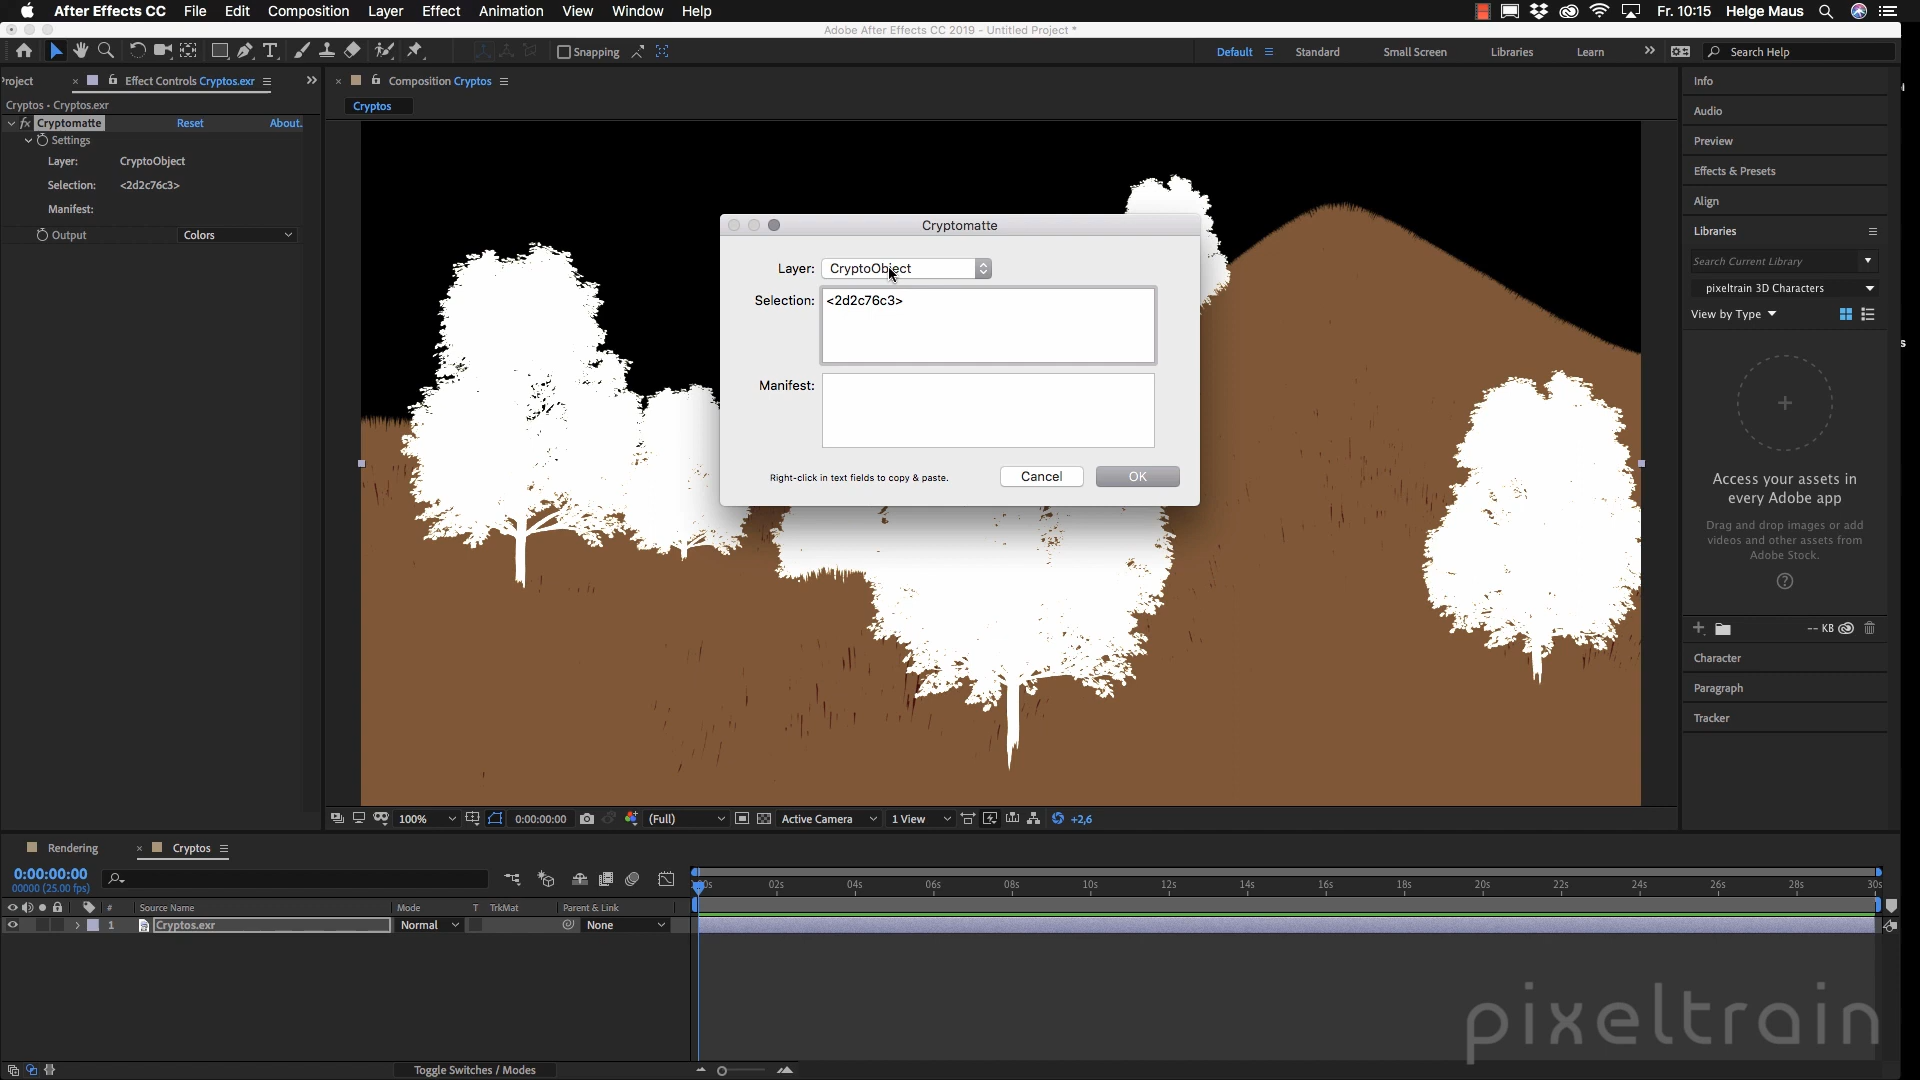 After Effects CC File Edit Composition Layer Effect Animation View Window Help Fr. 10:15 Helge Maus
Adobe After Effects CC 2019 - Untitled Project *
Snapping Default Standard Small Screen Libraries Learn Search Help
roject Effect Controls Cryptos.exr
Composition Cryptos
Cryptos • Cryptos.exr
Cryptos
fx Cryptomatte Reset About.
Settings
Layer: CryptoObject
Selection: <2d2c76c3>
Manifest:
Output Colors
Cryptomatte
Layer: CryptoObject
Selection: <2d2c76c3>
Manifest:
Right-click in text fields to copy & paste.
Cancel
OK
Info
Audio
Preview
Effects & Presets
Align
Libraries
Search Current Library
pixeltrain 3D Characters
View by Type
Access your assets in
every Adobe app
Drag and drop images or add
videos and other assets from
Adobe Stock.
-- KB
Character
Paragraph
Tracker
100% 0:00:00:00 (Full) Active Camera 1 View +2,6
Rendering Cryptos
0:00:00:00
00000 (25.00 fps)
:00s 02s 04s 06s 08s 10s 12s 14s 16s 18s 20s 22s 24s 26s 28s 30s
# Source Name Mode T TrkMat Parent & Link
1 Cryptos.exr Normal None
Toggle Switches / Modes
pixeltrain